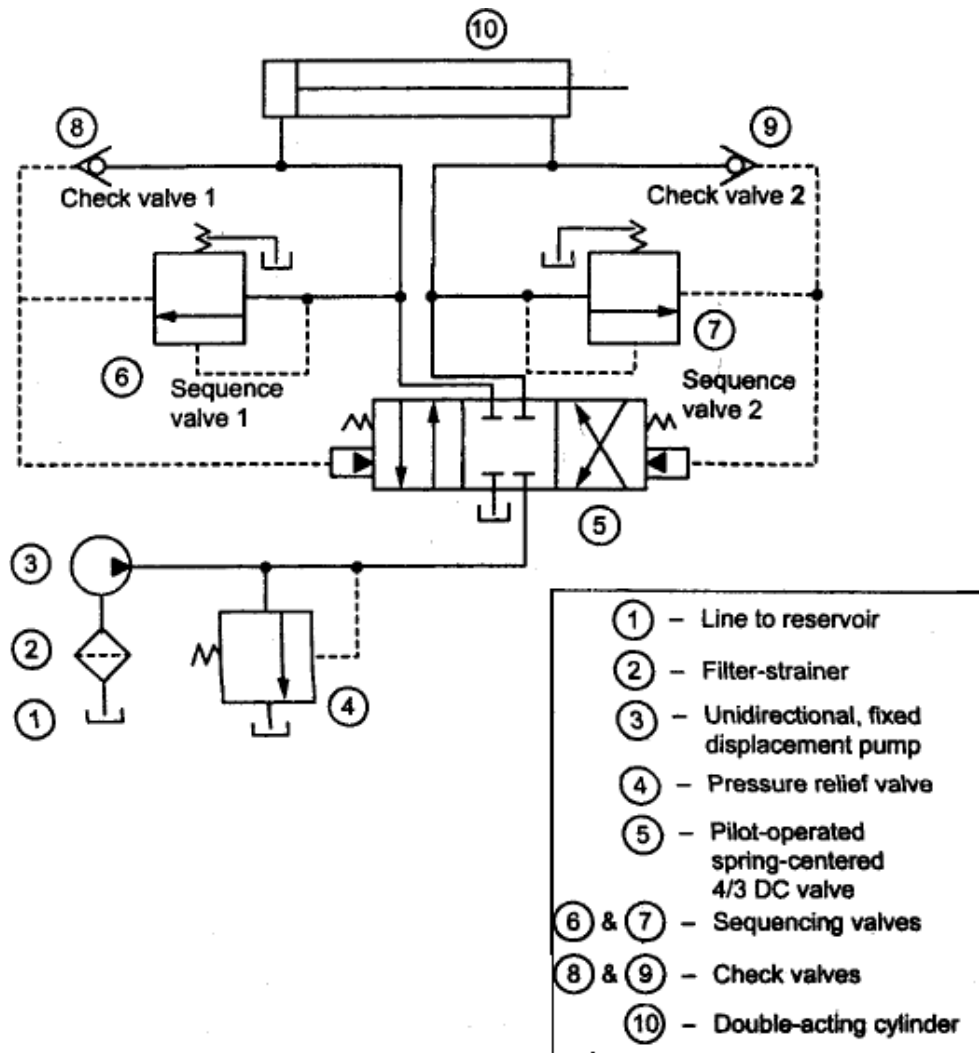 10
8
9
Check valve 1
Check valve 2
6
Sequence
valve 1
7
Sequence
valve 2
5
3
2
1
4
1 – Line to reservoir
2 – Filter-strainer
3 – Unidirectional, fixed
displacement pump
4 – Pressure relief valve
5 – Pilot-operated
spring-centered
4/3 DC valve
6 & 7 – Sequencing valves
8 & 9 – Check valves
10 – Double-acting cylinder